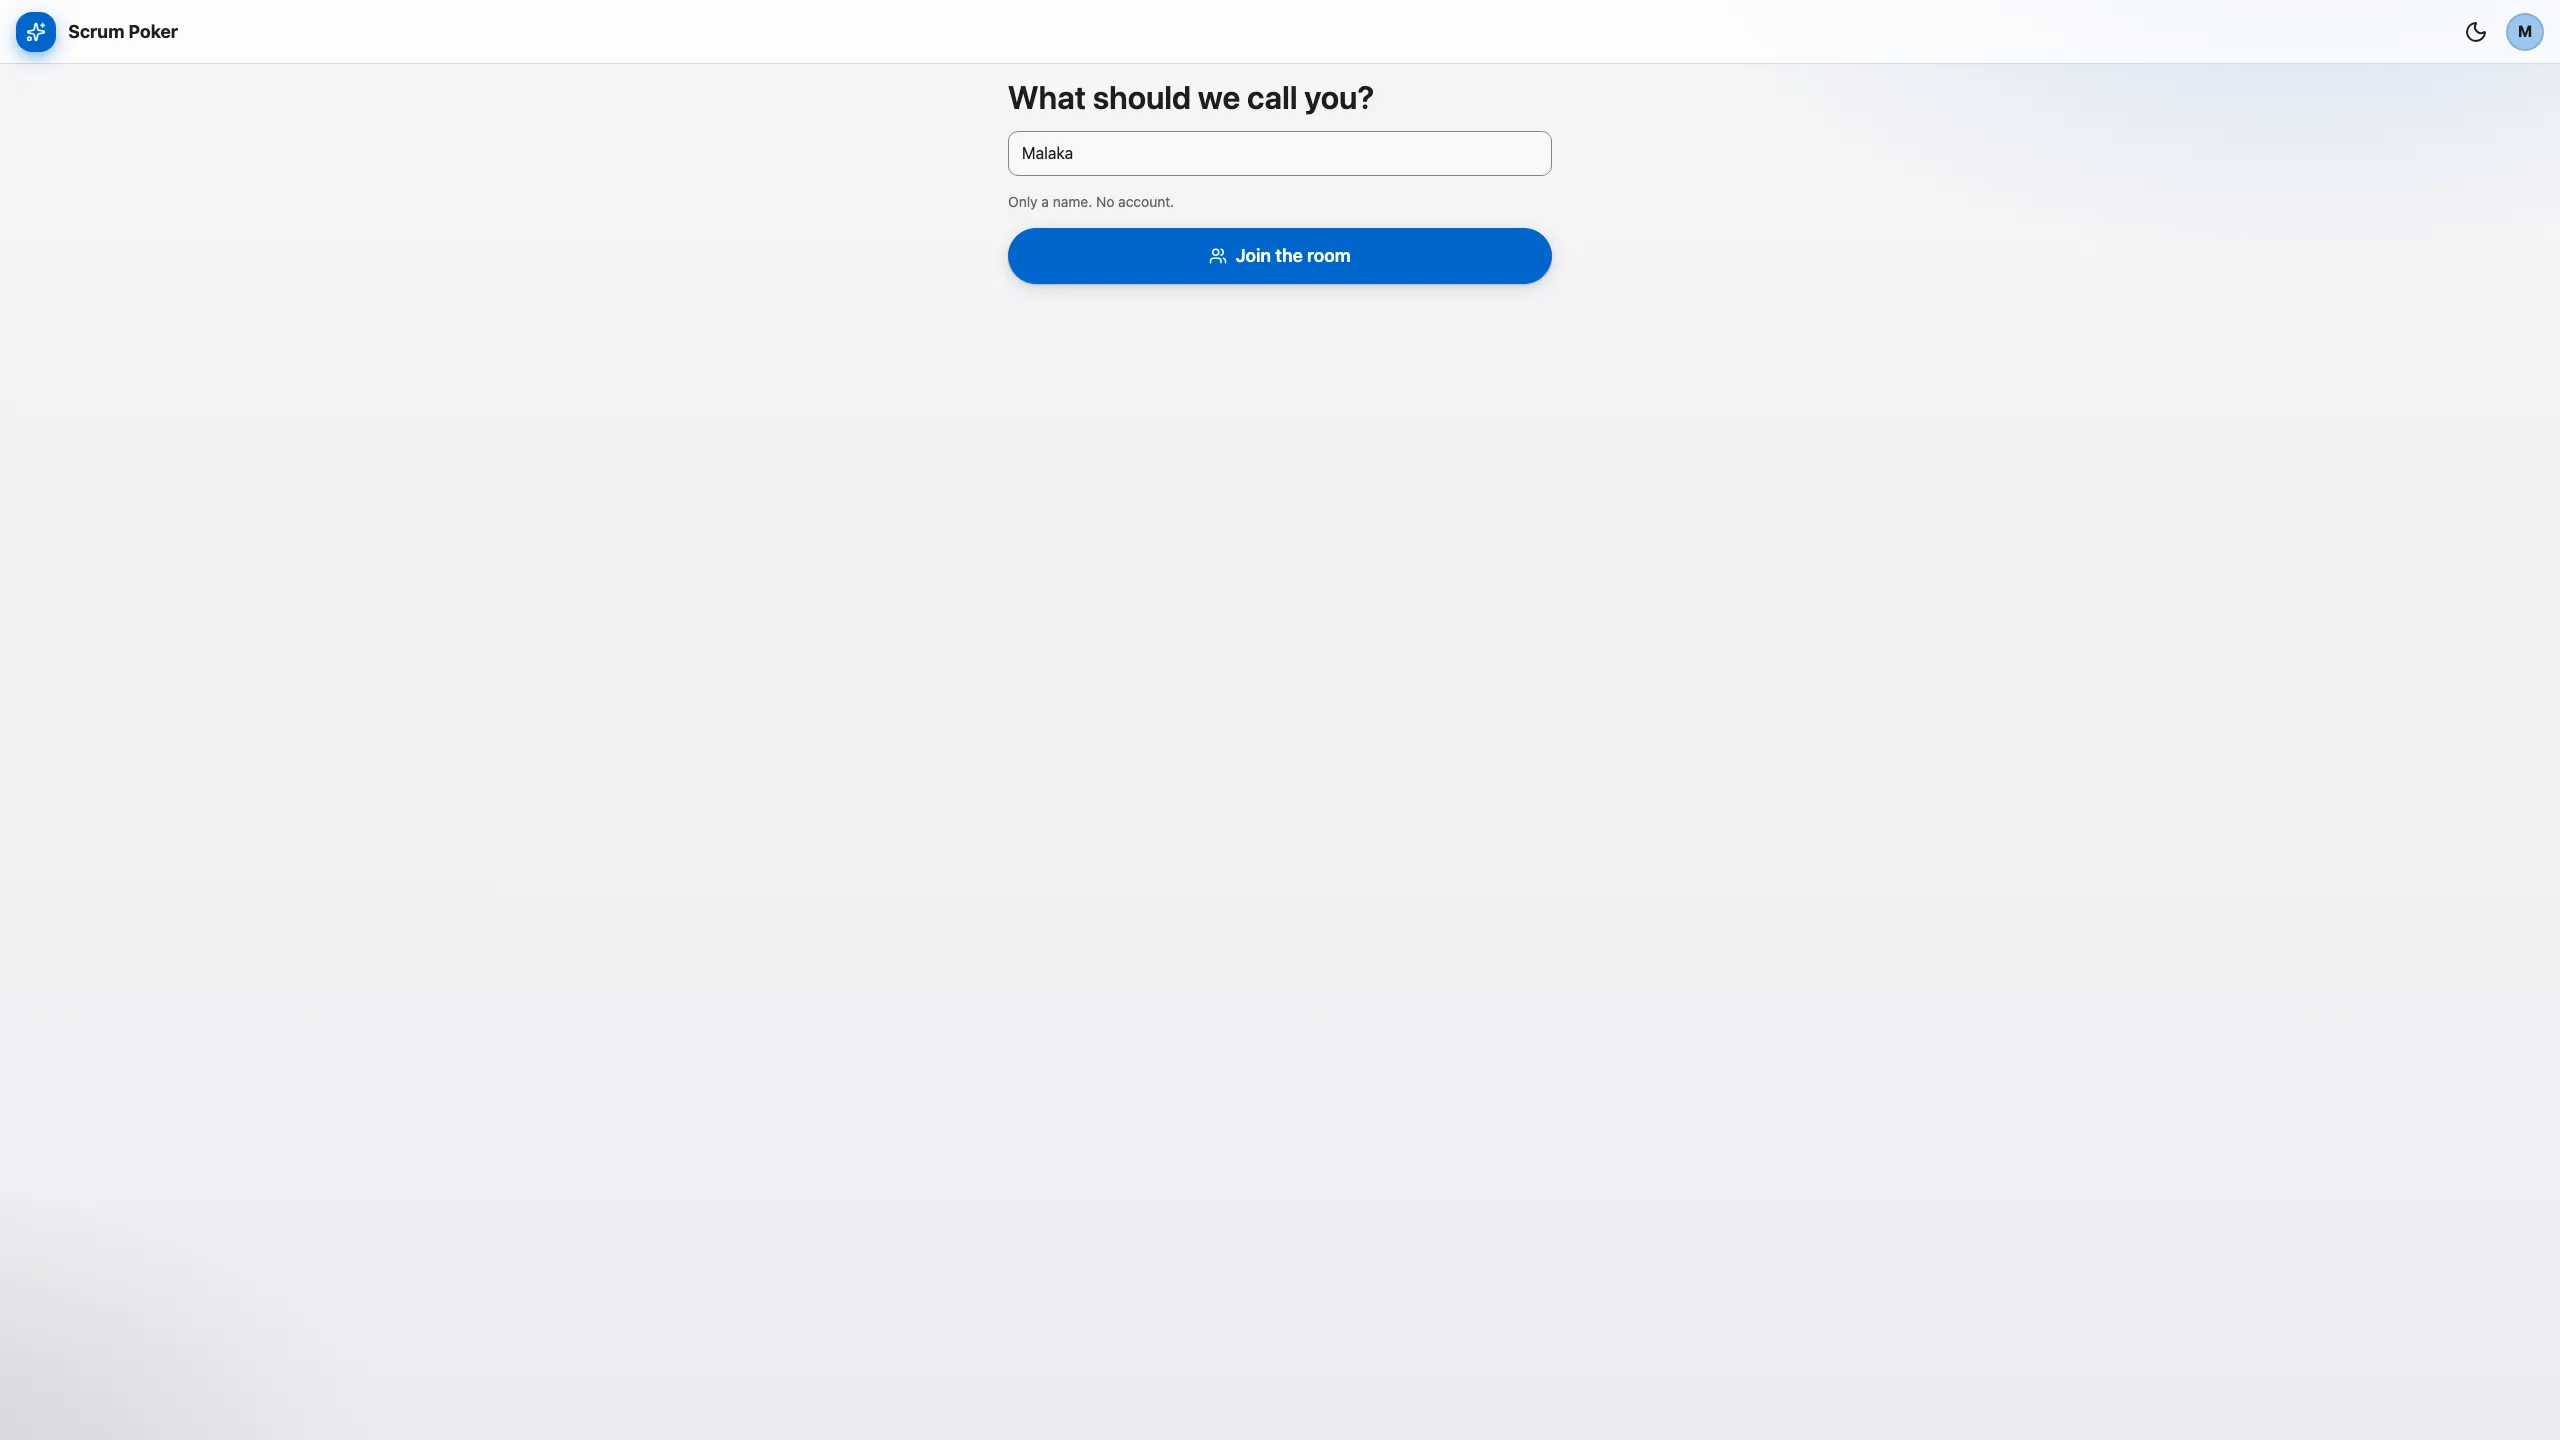 Scrum Poker
M
What should we call you?
Malaka
Only a name. No account.
Join the room